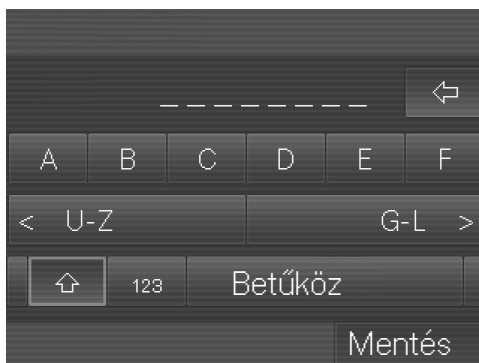 _ _ _ _ _ _ _ _
A B C D E F
< U-Z G-L >
123 Betűköz
Mentés